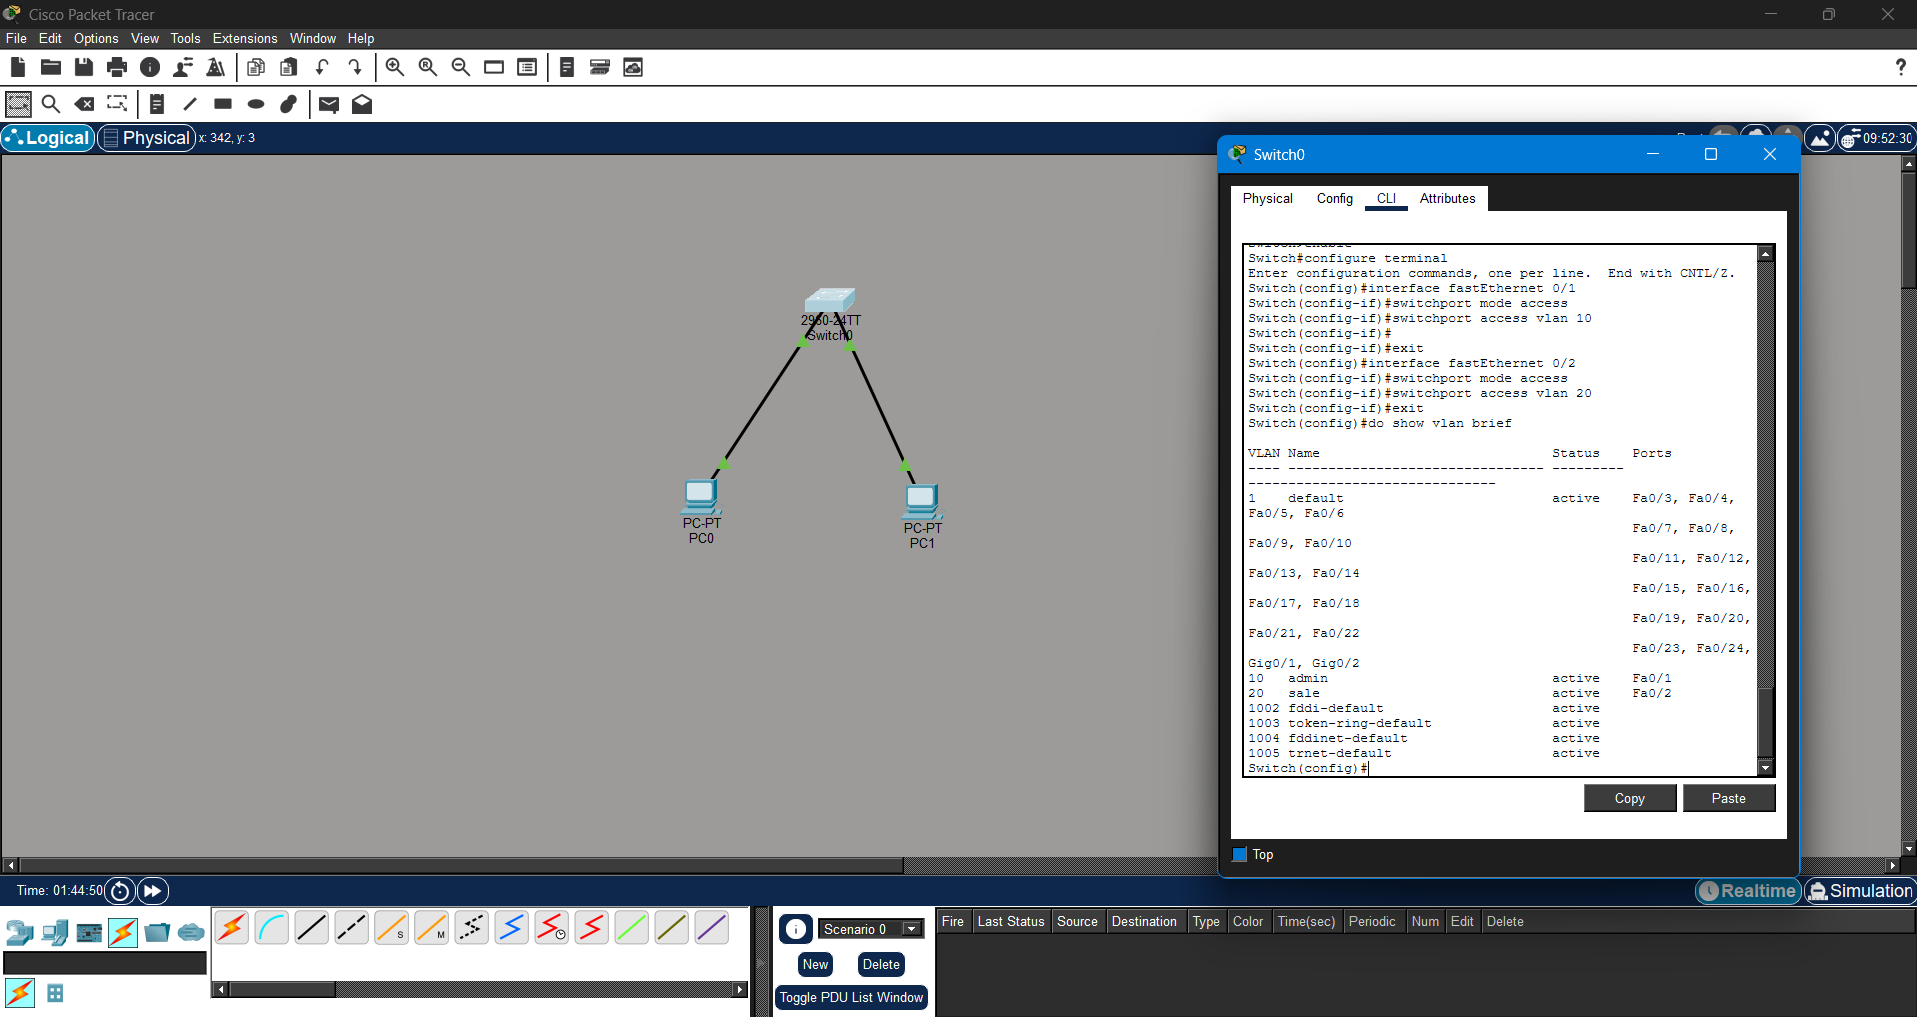 Cisco Packet Tracer
File Edit Options View Tools Extensions Window Help
?
Logical Physical x: 342, y: 3
09:52:30
2960-24TT
Switch0
PC-PT
PC0
PC-PT
PC1
Switch0
Physical Config CLI Attributes
Switch#configure terminal
Enter configuration commands, one per line. End with CNTL/Z.
Switch(config)#interface fastEthernet 0/1
Switch(config-if)#switchport mode access
Switch(config-if)#switchport access vlan 10
Switch(config-if)#
Switch(config-if)#exit
Switch(config)#interface fastEthernet 0/2
Switch(config-if)#switchport mode access
Switch(config-if)#switchport access vlan 20
Switch(config-if)#exit
Switch(config)#do show vlan brief
VLAN Name Status Ports
---- -------------------------------- ---------
-------------------------------
1 default active Fa0/3, Fa0/4,
Fa0/5, Fa0/6
Fa0/7, Fa0/8,
Fa0/9, Fa0/10
Fa0/11, Fa0/12,
Fa0/13, Fa0/14
Fa0/15, Fa0/16,
Fa0/17, Fa0/18
Fa0/19, Fa0/20,
Fa0/21, Fa0/22
Fa0/23, Fa0/24,
Gig0/1, Gig0/2
10 admin active Fa0/1
20 sale active Fa0/2
1002 fddi-default active
1003 token-ring-default active
1004 fddinet-default active
1005 trnet-default active
Switch(config)#
Copy Paste
Top
Time: 01:44:50
Realtime Simulation
S M
Scenario 0
New Delete
Toggle PDU List Window
Fire Last Status Source Destination Type Color Time(sec) Periodic Num Edit Delete